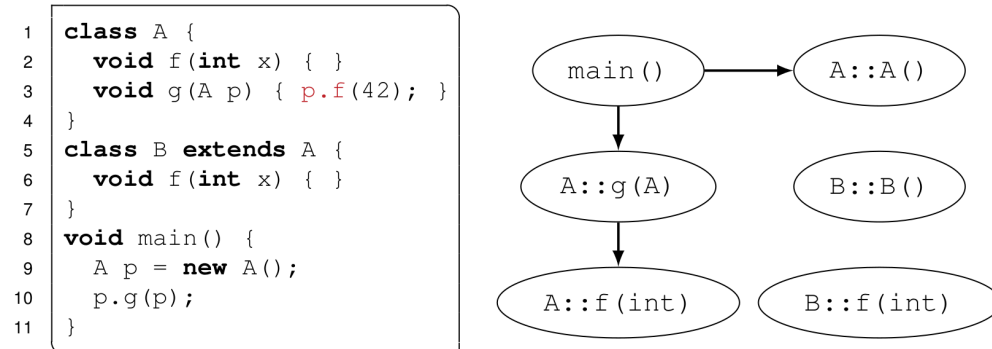 1 class A {
2 void f(int x) { }
3 void g(A p) { p.f(42); }
4 }
5 class B extends A {
6 void f(int x) { }
7 }
8 void main() {
9 A p = new A();
10 p.g(p);
11 }
main() A::A()
A::g(A) B::B()
A::f(int) B::f(int)